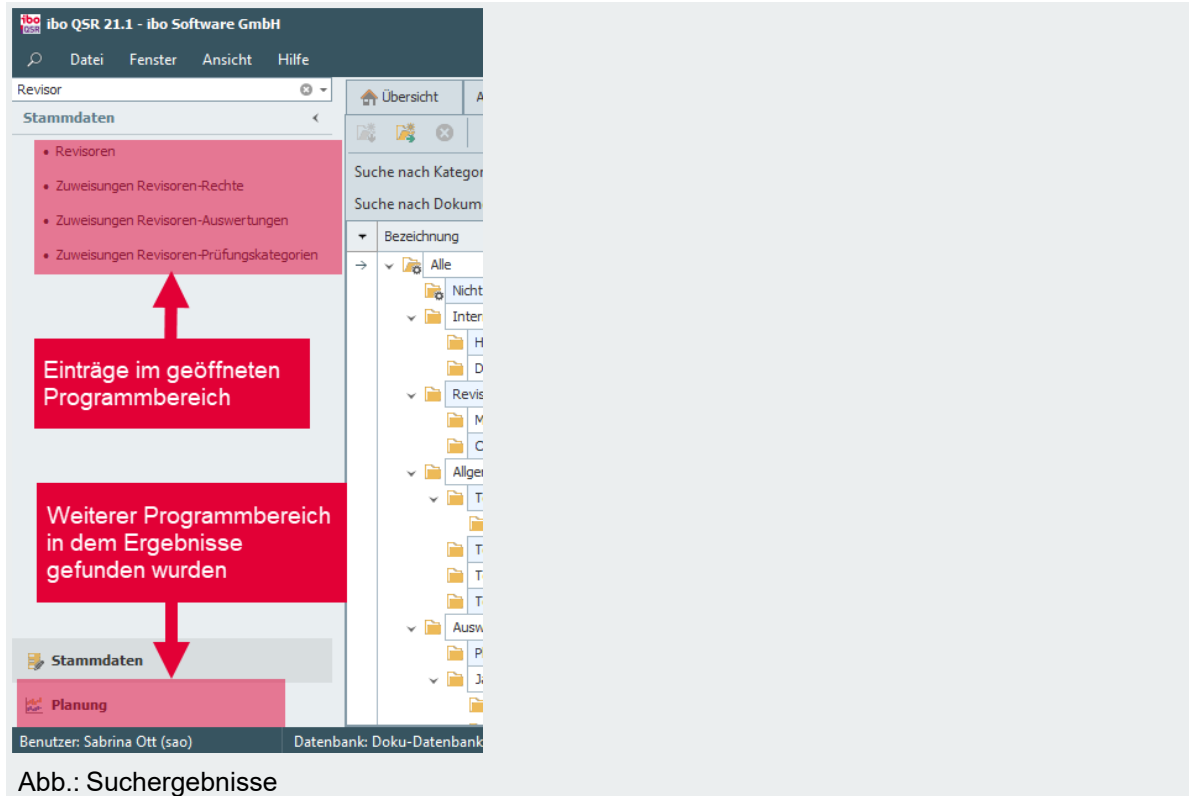 ibo QSR 21.1 - ibo Software GmbH
Datei Fenster Ansicht Hilfe
Revisor
Stammdaten
Revisoren
Zuweisungen Revisoren-Rechte
Zuweisungen Revisoren-Auswertungen
Zuweisungen Revisoren-Prüfungskategorien
Einträge im geöffneten
Programmbereich
Weiterer Programmbereich
in dem Ergebnisse
gefunden wurden
Stammdaten
Planung
Übersicht
Suche nach Kategor
Suche nach Dokum
Bezeichnung
Alle
Nicht
Inter
H
D
Revis
M
Allger
T
T
T
T
Ausw
P
J
Benutzer: Sabrina Ott (sao) Datenbank: Doku-Datenbank
Abb.: Suchergebnisse